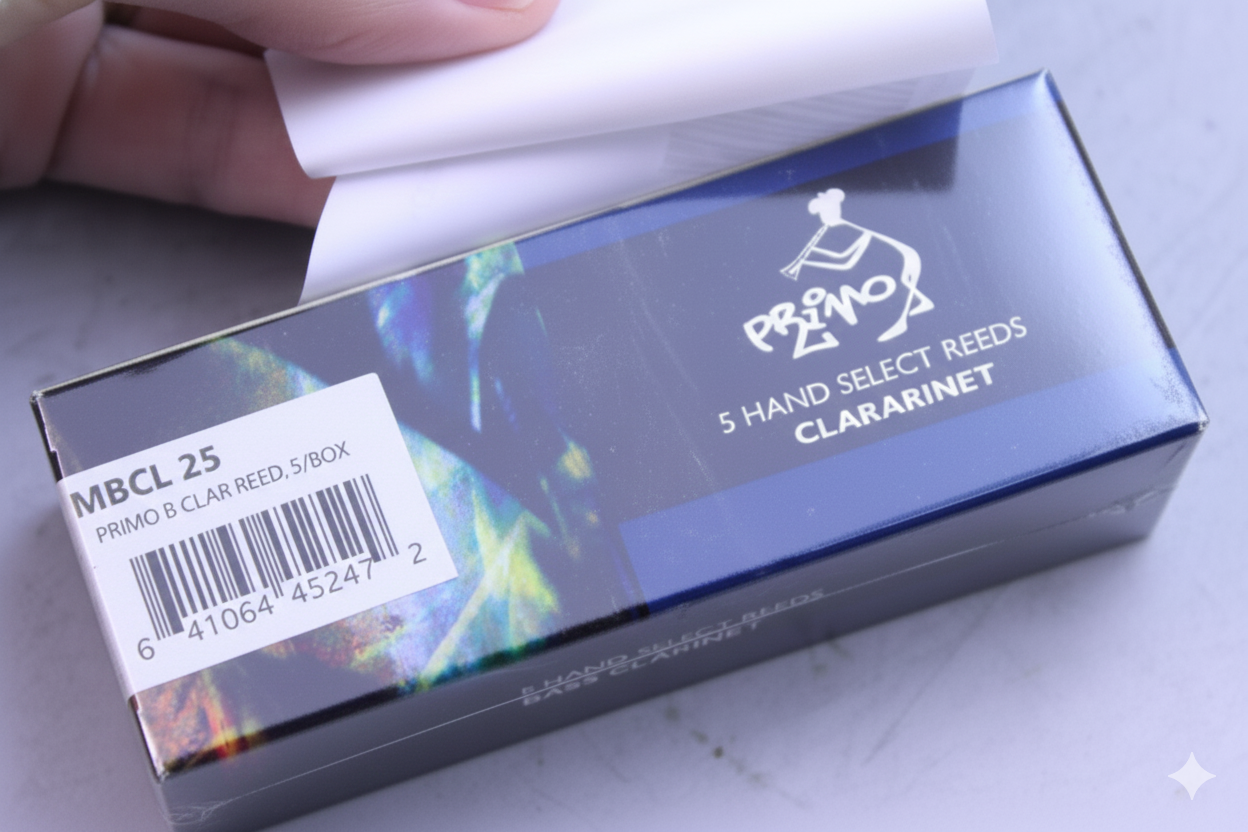 PRiMO
5 HAND SELECT REEDS
CLARARINET
MBCL 25
PRIMO B CLAR REED, 5/BOX
6 41064 45247 2
5 HAND SELECT REEDS
BASS CLARINET